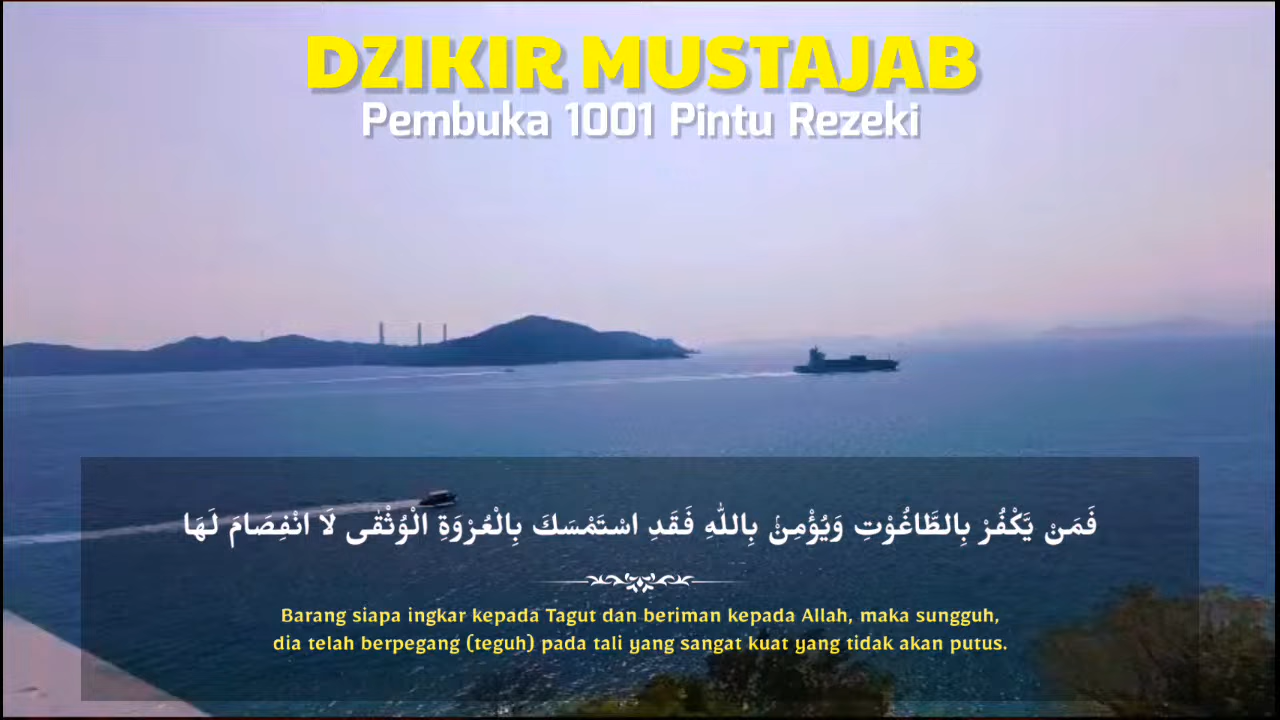 DZIKIR MUSTAJAB
Pembuka 1001 Pintu Rezeki
فَمَنْ يَّكْفُرْ بِالطَّاغُوْتِ وَيُؤْمِنْۢ بِاللّٰهِ فَقَدِ اسْتَمْسَكَ بِالْعُرْوَةِ الْوُثْقٰى لَا انْفِصَامَ لَهَا
Barang siapa ingkar kepada Tagut dan beriman kepada Allah, maka sungguh,
dia telah berpegang (teguh) pada tali yang sangat kuat yang tidak akan putus.